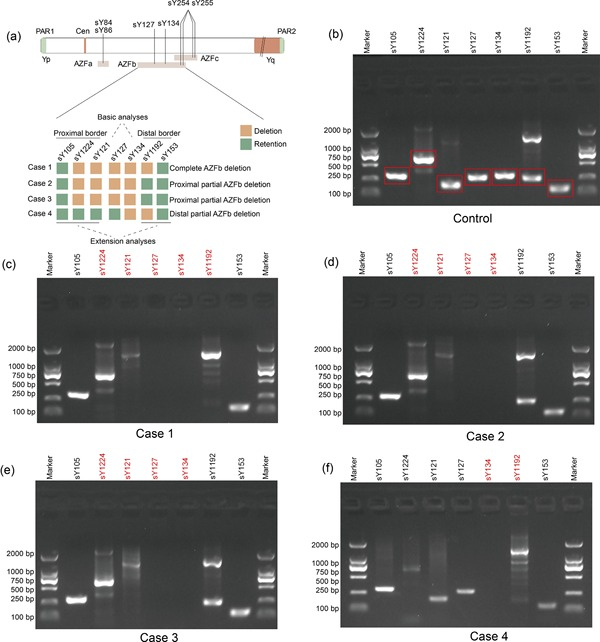 (a)
sY84
sY86
sY127
sY134
sY254
sY255
PAR1
Cen
PAR2
Yp
AZFa
AZFb
AZFc
Yq
Basic analyses
Proximal border
Distal border
sY105
sY1224
sY121
sY127
sY134
sY1192
sY153
Deletion
Retention
Case 1
Complete AZFb deletion
Case 2
Proximal partial AZFb deletion
Case 3
Proximal partial AZFb deletion
Case 4
Distal partial AZFb deletion
Extension analyses
(b)
Marker
sY105
sY1224
sY121
sY127
sY134
sY1192
sY153
Marker
2000 bp
1000 bp
750 bp
500 bp
250 bp
100 bp
Control
(c)
Marker
sY105
sY1224
sY121
sY127
sY134
sY1192
sY153
Marker
2000 bp
1000 bp
750 bp
500 bp
250 bp
100 bp
Case 1
(d)
Marker
sY105
sY1224
sY121
sY127
sY134
sY1192
sY153
Marker
2000 bp
1000 bp
750 bp
500 bp
250 bp
100 bp
Case 2
(e)
Marker
sY105
sY1224
sY121
sY127
sY134
sY1192
sY153
Marker
2000 bp
1000 bp
750 bp
500 bp
250 bp
100 bp
Case 3
(f)
Marker
sY105
sY1224
sY121
sY127
sY134
sY1192
sY153
Marker
2000 bp
1000 bp
750 bp
500 bp
250 bp
100 bp
Case 4